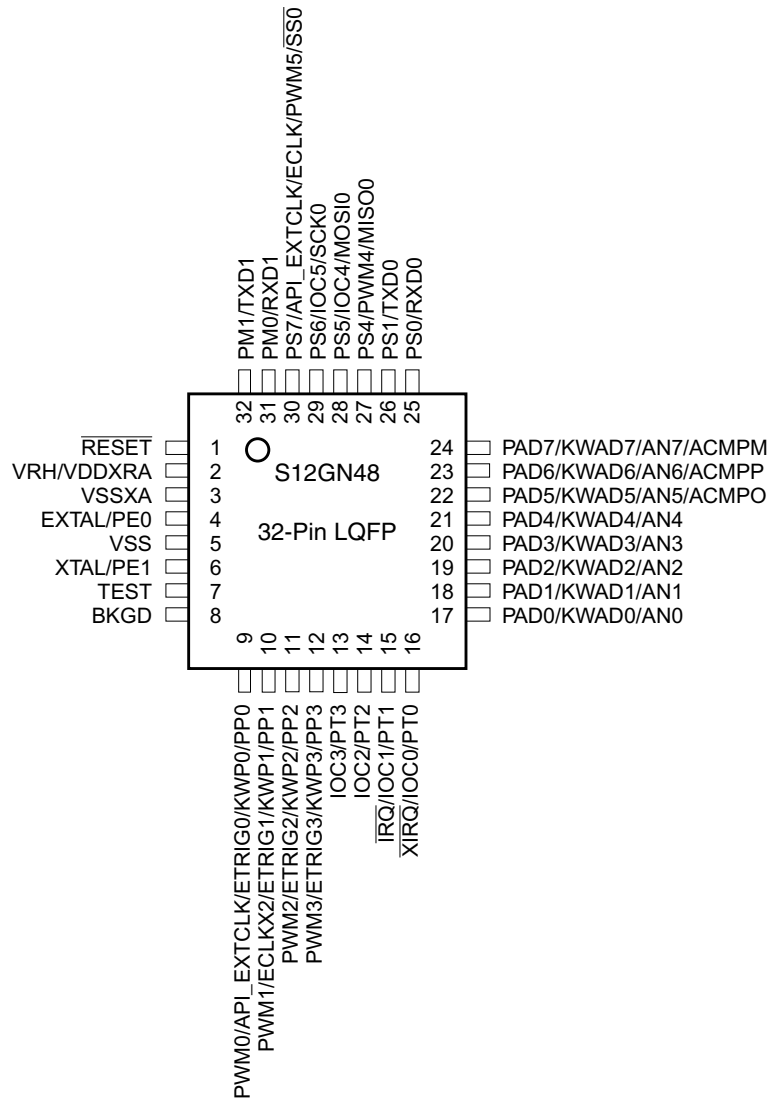 PM1/TXD1
PM0/RXD1
PS7/API_EXTCLK/ECLK/PWM5/S̅S̅0̅
PS6/IOC5/SCK0
PS5/IOC4/MOSI0
PS4/PWM4/MISO0
PS1/TXD0
PS0/RXD0
32
31
30
29
28
27
26
25
R̅E̅S̅E̅T̅ 1
VRH/VDDXRA 2
VSSXA 3
EXTAL/PE0 4
VSS 5
XTAL/PE1 6
TEST 7
BKGD 8
S12GN48
32-Pin LQFP
24 PAD7/KWAD7/AN7/ACMPM
23 PAD6/KWAD6/AN6/ACMPP
22 PAD5/KWAD5/AN5/ACMPO
21 PAD4/KWAD4/AN4
20 PAD3/KWAD3/AN3
19 PAD2/KWAD2/AN2
18 PAD1/KWAD1/AN1
17 PAD0/KWAD0/AN0
9
10
11
12
13
14
15
16
PWM0/API_EXTCLK/ETRIG0/KWP0/PP0
PWM1/ECLKX2/ETRIG1/KWP1/PP1
PWM2/ETRIG2/KWP2/PP2
PWM3/ETRIG3/KWP3/PP3
IOC3/PT3
IOC2/PT2
I̅R̅Q̅/IOC1/PT1
X̅I̅R̅Q̅/IOC0/PT0